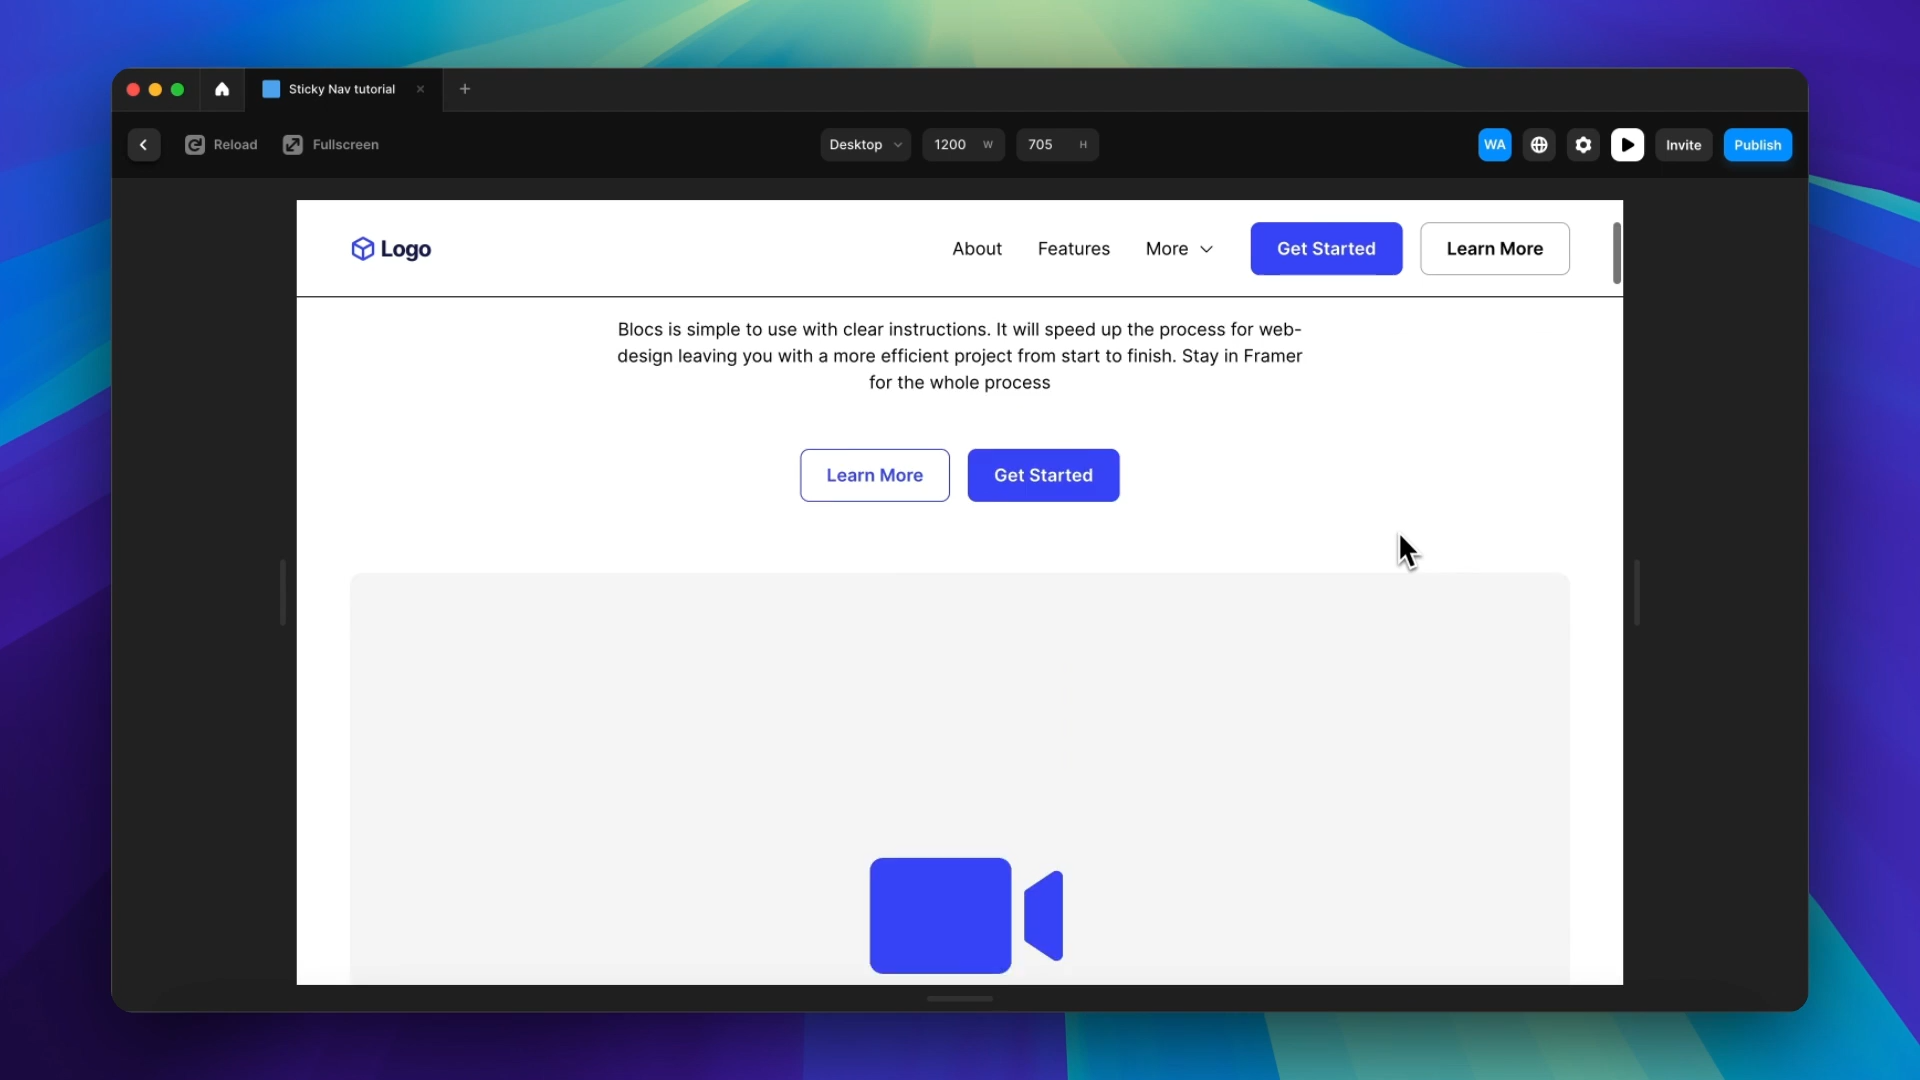 Sticky Nav tutorial
Reload Fullscreen Desktop 1200 W 705 H WA Invite Publish
Logo About Features More Get Started Learn More
Blocs is simple to use with clear instructions. It will speed up the process for web-
design leaving you with a more efficient project from start to finish. Stay in Framer
for the whole process
Learn More Get Started